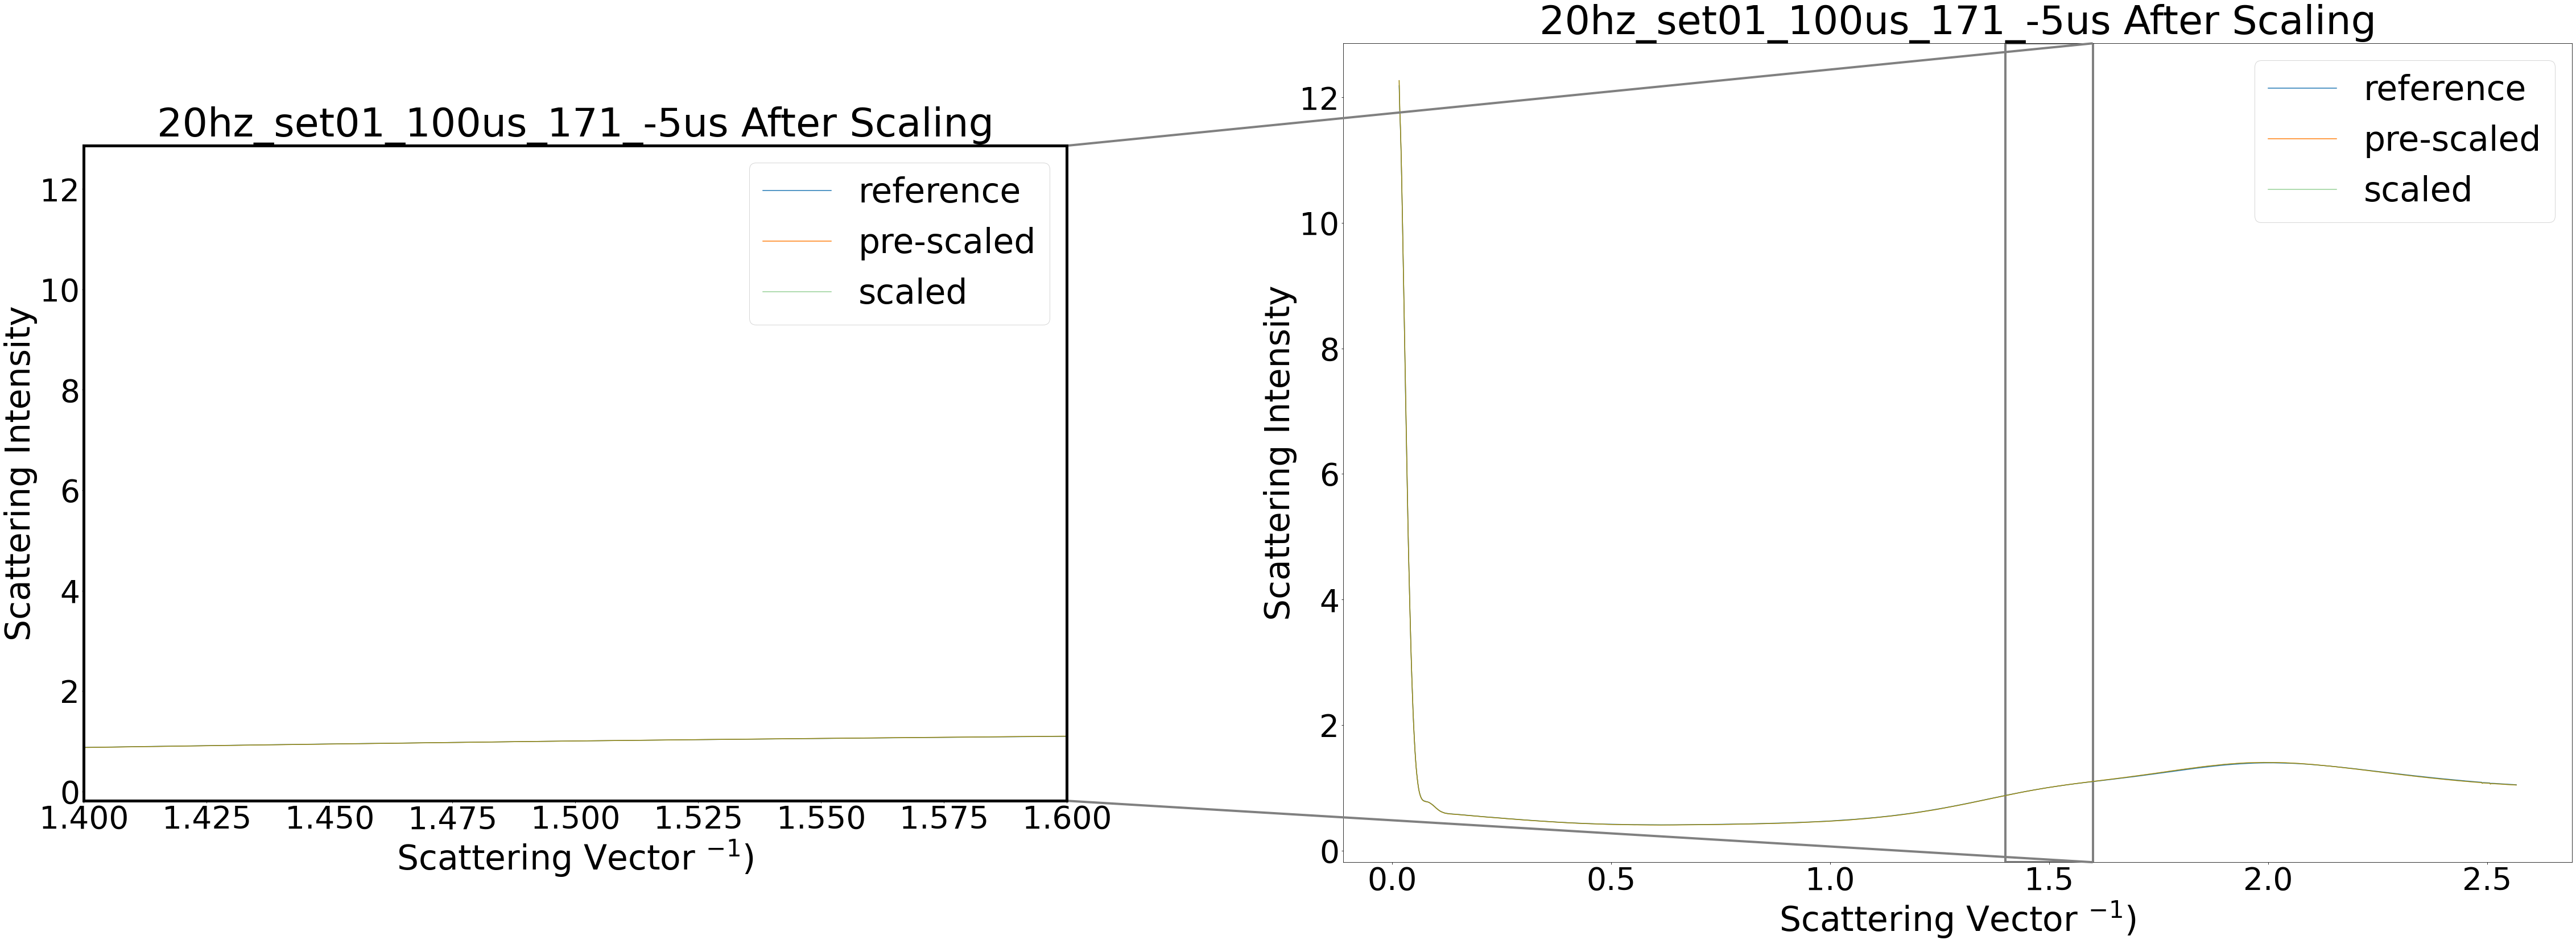 20hz_set01_100us_171_-5us After Scaling
reference
pre-scaled
scaled
Scattering Intensity
12
10
8
6
4
2
0
1.400 1.425 1.450 1.475 1.500 1.525 1.550 1.575 1.600
Scattering Vector ⁻¹)
20hz_set01_100us_171_-5us After Scaling
reference
pre-scaled
scaled
Scattering Intensity
12
10
8
6
4
2
0
0.0 0.5 1.0 1.5 2.0 2.5
Scattering Vector ⁻¹)